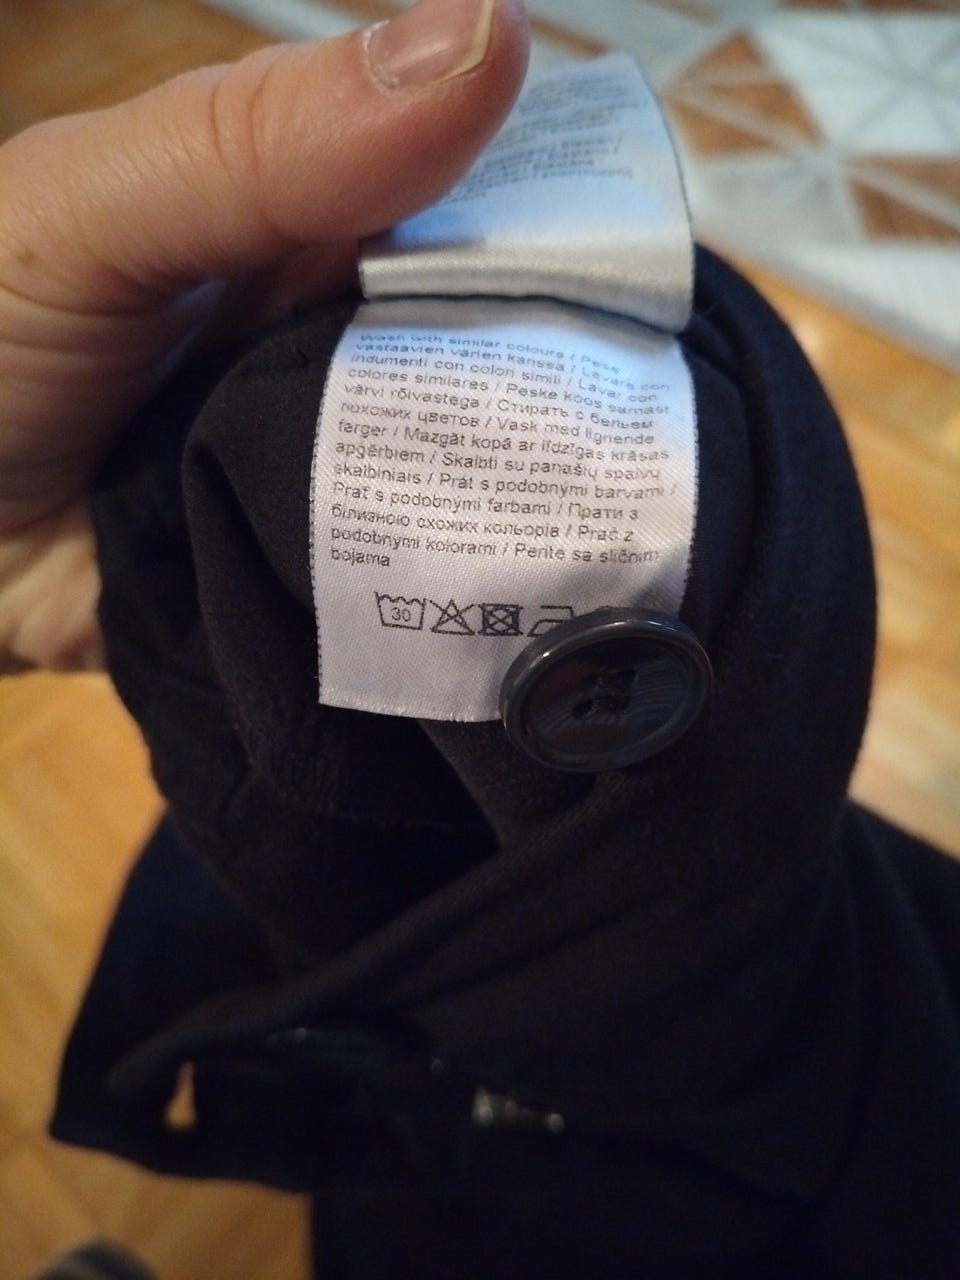 Wash with similar colours / Pese
vastaavien värien kanssa / Lavare con
indumenti con colori simili / Lavar con
colores similares / Peske koos samast
värvi rõivastega / Стирать с бельем
похожих цветов / Vask med lignende
farger / Mazgāt kopā ar līdzīgas krāsas
apģērbiem / Skalbti su panašių spalvų
skalbiniais / Prát s podobnými barvami /
Prať s podobnými farbami / Прати з
білизною схожих кольорів / Prać z
podobnymi kolorami / Perite sa sličnim
bojama
30